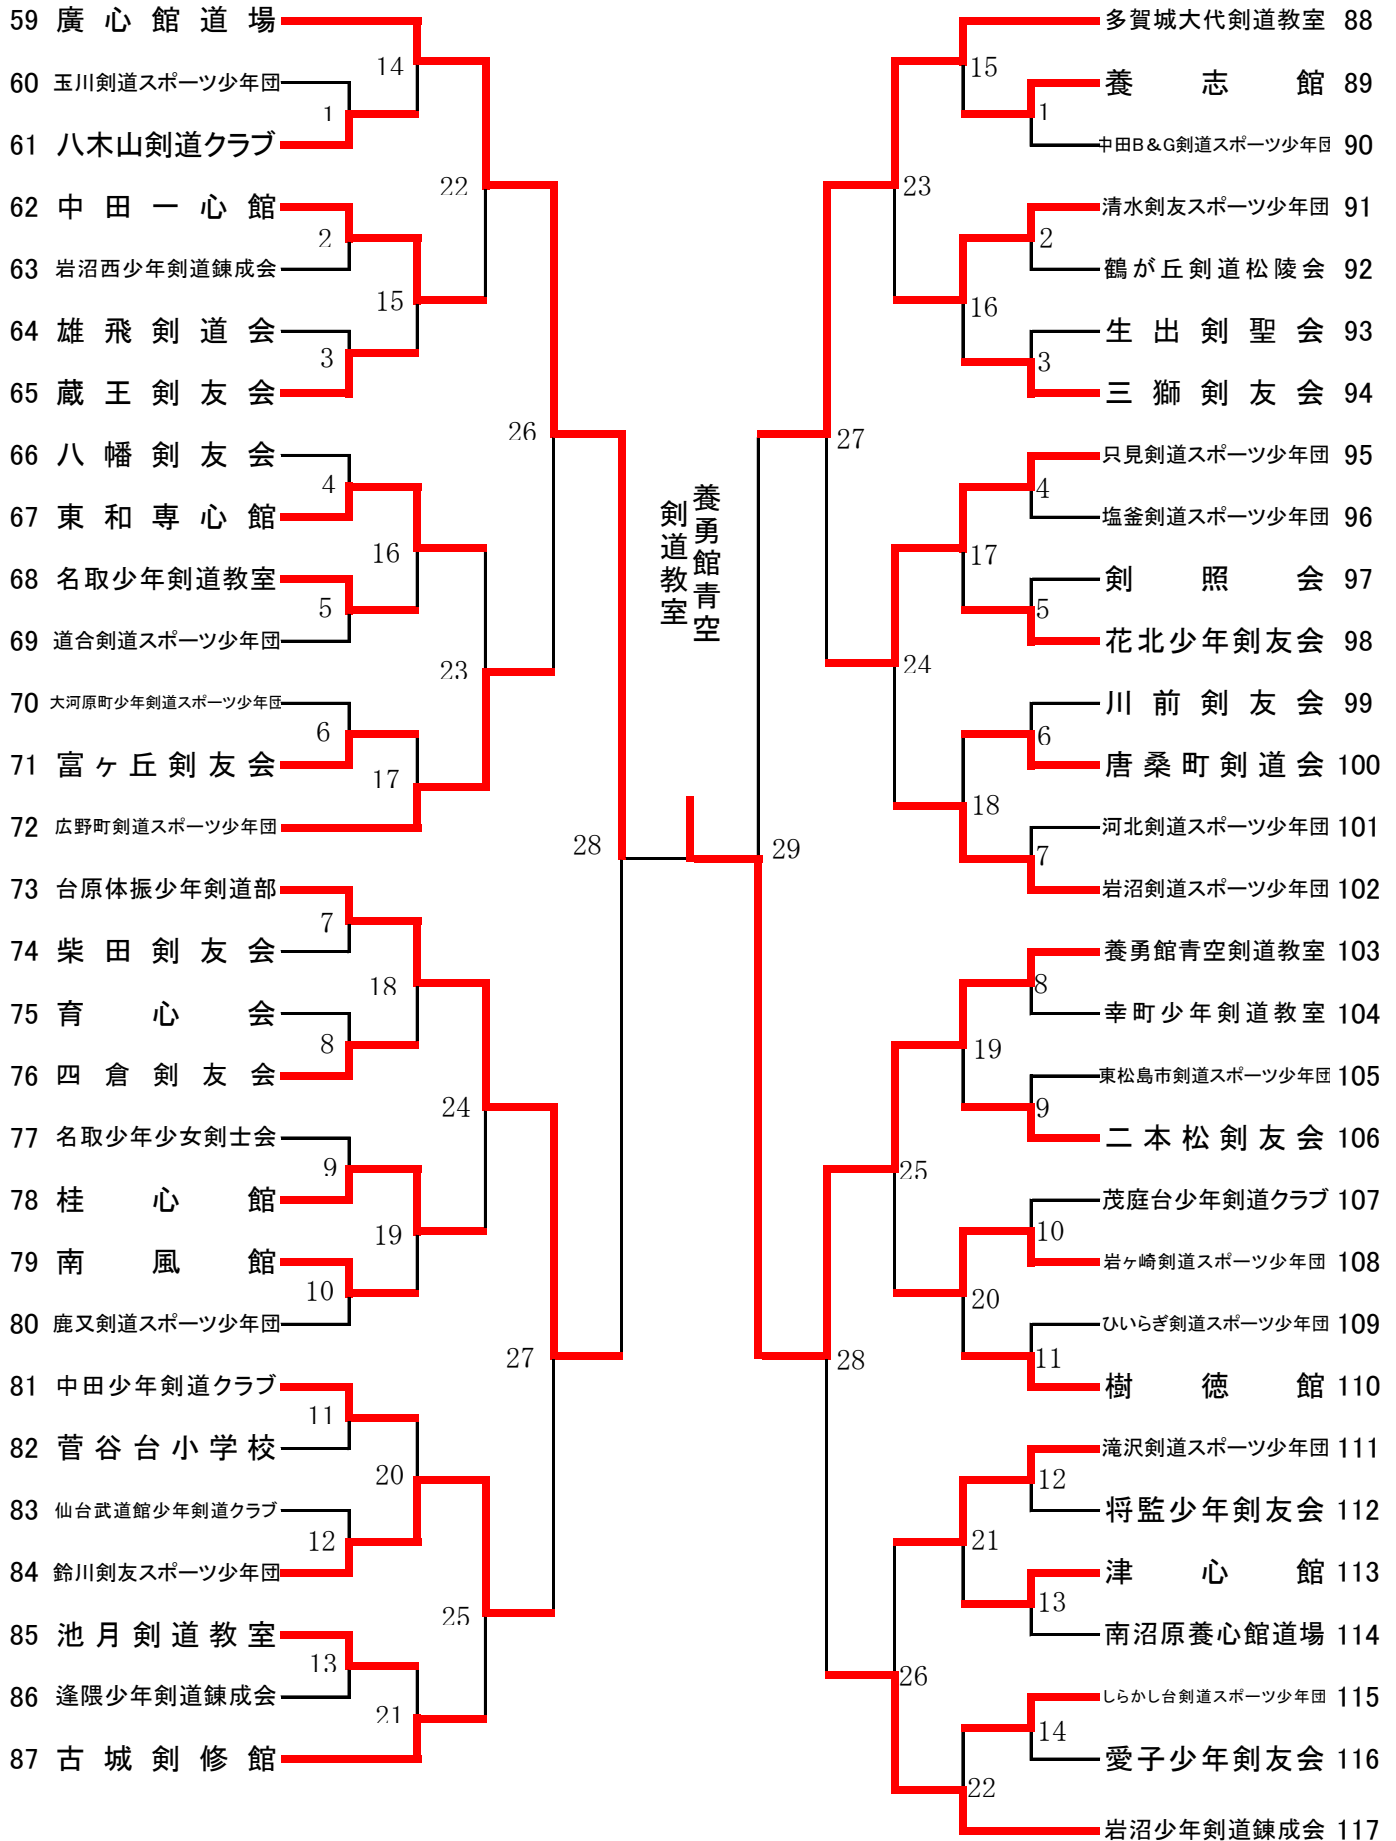 59 廣心館道場
60 玉川剣道スポーツ少年団
61 八木山剣道クラブ
62 中田一心館
63 岩沼西少年剣道錬成会
64 雄飛剣道会
65 蔵王剣友会
66 八幡剣友会
67 東和専心館
68 名取少年剣道教室
69 道合剣道スポーツ少年団
70 大河原町少年剣道スポーツ少年団
71 富ヶ丘剣友会
72 広野町剣道スポーツ少年団
73 台原体振少年剣道部
74 柴田剣友会
75 育心会
76 四倉剣友会
77 名取少年少女剣士会
78 桂心館
79 南風館
80 鹿又剣道スポーツ少年団
81 中田少年剣道クラブ
82 菅谷台小学校
83 仙台武道館少年剣道クラブ
84 鈴川剣友スポーツ少年団
85 池月剣道教室
86 逢隈少年剣道錬成会
87 古城剣修館
1
2
3
4
5
6
7
8
9
10
11
12
13
14
15
16
17
18
19
20
21
22
23
24
25
26
27
28
養勇館青空
剣道教室
29
27
28
23
24
25
26
15
16
17
18
19
20
21
22
1
2
3
4
5
6
7
8
9
10
11
12
13
14
多賀城大代剣道教室 88
養志館 89
中田B&G剣道スポーツ少年団 90
清水剣友スポーツ少年団 91
鶴が丘剣道松陵会 92
生出剣聖会 93
三獅剣友会 94
只見剣道スポーツ少年団 95
塩釜剣道スポーツ少年団 96
剣照会 97
花北少年剣友会 98
川前剣友会 99
唐桑町剣道会 100
河北剣道スポーツ少年団 101
岩沼剣道スポーツ少年団 102
養勇館青空剣道教室 103
幸町少年剣道教室 104
東松島市剣道スポーツ少年団 105
二本松剣友会 106
茂庭台少年剣道クラブ 107
岩ヶ崎剣道スポーツ少年団 108
ひいらぎ剣道スポーツ少年団 109
樹徳館 110
滝沢剣道スポーツ少年団 111
将監少年剣友会 112
津心館 113
南沼原養心館道場 114
しらかし台剣道スポーツ少年団 115
愛子少年剣友会 116
岩沼少年剣道錬成会 117